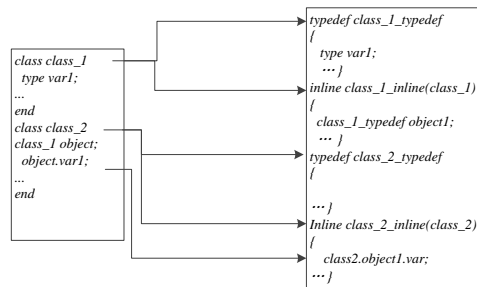 class class_1
type var1;
...
end
class class_2
class_1 object;
object.var1;
...
end
typedef class_1_typedef
{
type var1;
... }
inline class_1_inline(class_1)
{
class_1_typedef object1;
... }
typedef class_2_typedef
{
... }
Inline class_2_inline(class_2)
{
class2.object1.var;
... }